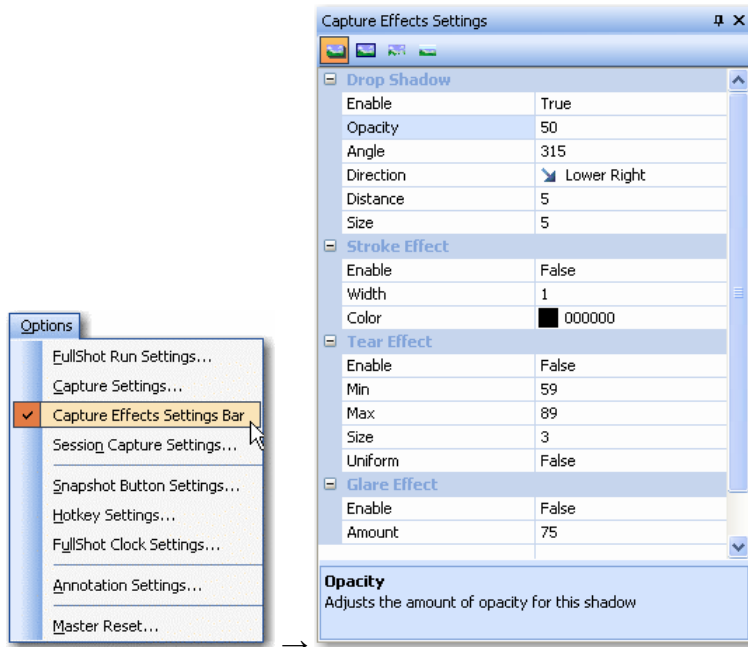 Options
FullShot Run Settings...
Capture Settings...
Capture Effects Settings Bar
Session Capture Settings...
Snapshot Button Settings...
Hotkey Settings...
FullShot Clock Settings...
Annotation Settings...
Master Reset...
→
Capture Effects Settings
Drop Shadow
Enable True
Opacity 50
Angle 315
Direction Lower Right
Distance 5
Size 5
Stroke Effect
Enable False
Width 1
Color 000000
Tear Effect
Enable False
Min 59
Max 89
Size 3
Uniform False
Glare Effect
Enable False
Amount 75
Opacity
Adjusts the amount of opacity for this shadow